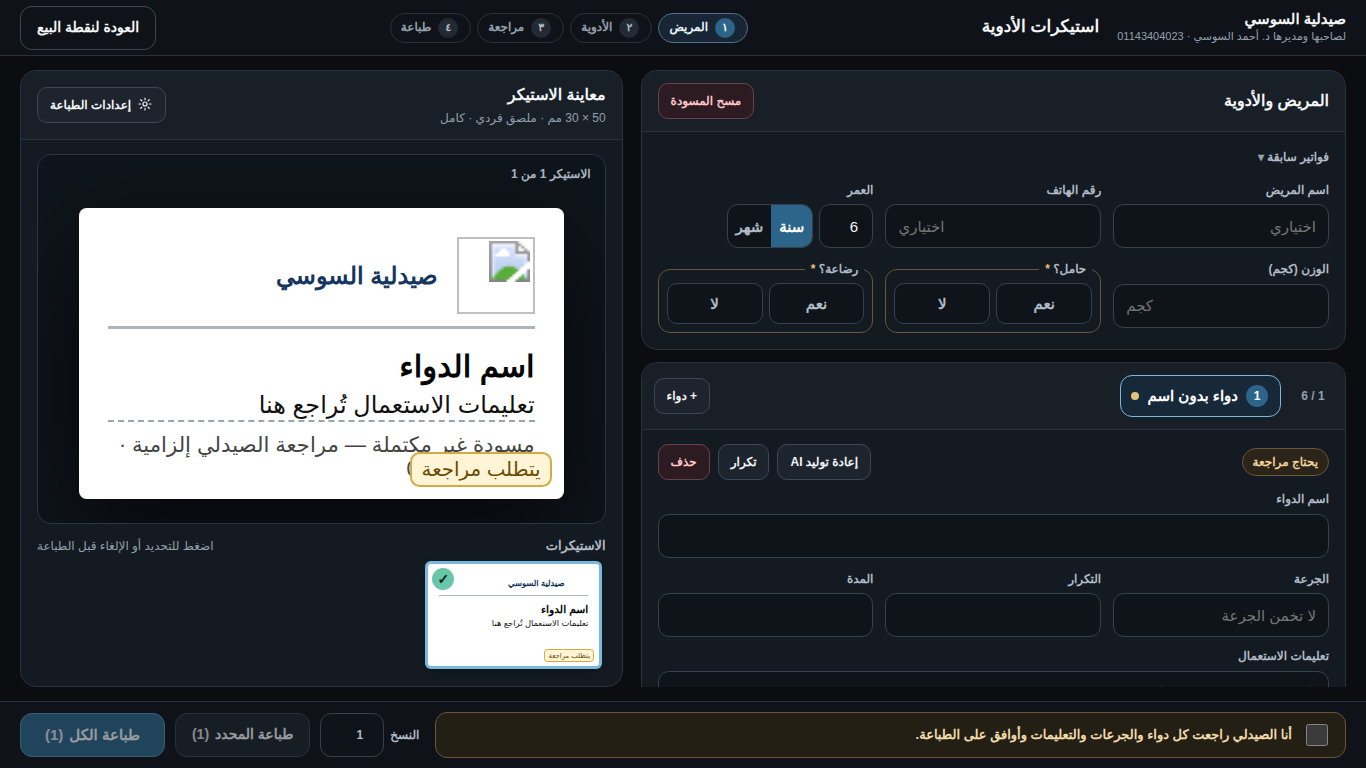 صيدلية السوسي
لصاحبها ومديرها د. أحمد السوسي · 01143404023
استيكرات الأدوية
١ المريض
٢ الأدوية
٣ مراجعة
٤ طباعة
العودة لنقطة البيع
المريض والأدوية
مسح المسودة
فواتير سابقة ▾
اسم المريض
رقم الهاتف
العمر
اختياري
اختياري
6
سنة
شهر
الوزن (كجم)
حامل؟ *
رضاعة؟ *
كجم
نعم
لا
نعم
لا
6 / 1
1 دواء بدون اسم
+ دواء
يحتاج مراجعة
إعادة توليد AI
تكرار
حذف
اسم الدواء
الجرعة
التكرار
المدة
لا تخمن الجرعة
تعليمات الاستعمال
معاينة الاستيكر
50 × 30 مم · ملصق فردي · كامل
إعدادات الطباعة
الاستيكر 1 من 1
صيدلية السوسي
اسم الدواء
تعليمات الاستعمال تُراجع هنا
مسودة غير مكتملة — مراجعة الصيدلي إلزامية ·
يتطلب مراجعة
الاستيكرات
اضغط للتحديد أو الإلغاء قبل الطباعة
✓
صيدلية السوسي
اسم الدواء
تعليمات الاستعمال تُراجع هنا
يتطلب مراجعة
أنا الصيدلي راجعت كل دواء والجرعات والتعليمات وأوافق على الطباعة.
النسخ
1
طباعة المحدد (1)
طباعة الكل (1)